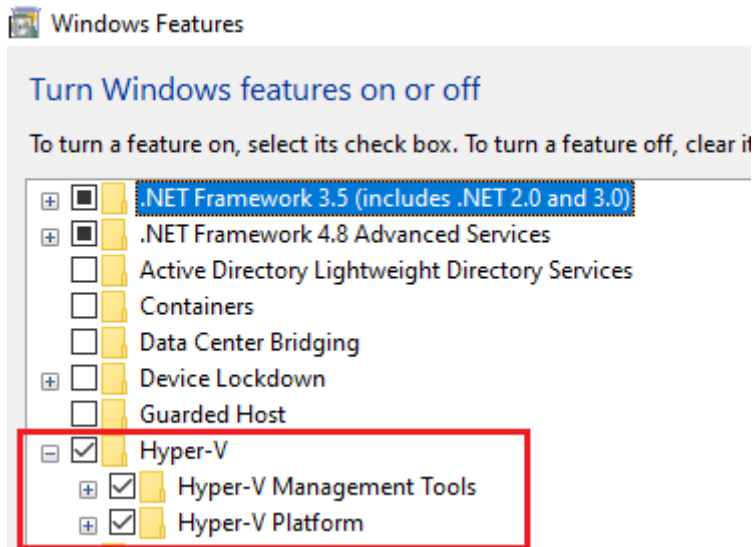 Windows Features
Turn Windows features on or off
To turn a feature on, select its check box. To turn a feature off, clear it
.NET Framework 3.5 (includes .NET 2.0 and 3.0)
.NET Framework 4.8 Advanced Services
Active Directory Lightweight Directory Services
Containers
Data Center Bridging
Device Lockdown
Guarded Host
Hyper-V
Hyper-V Management Tools
Hyper-V Platform